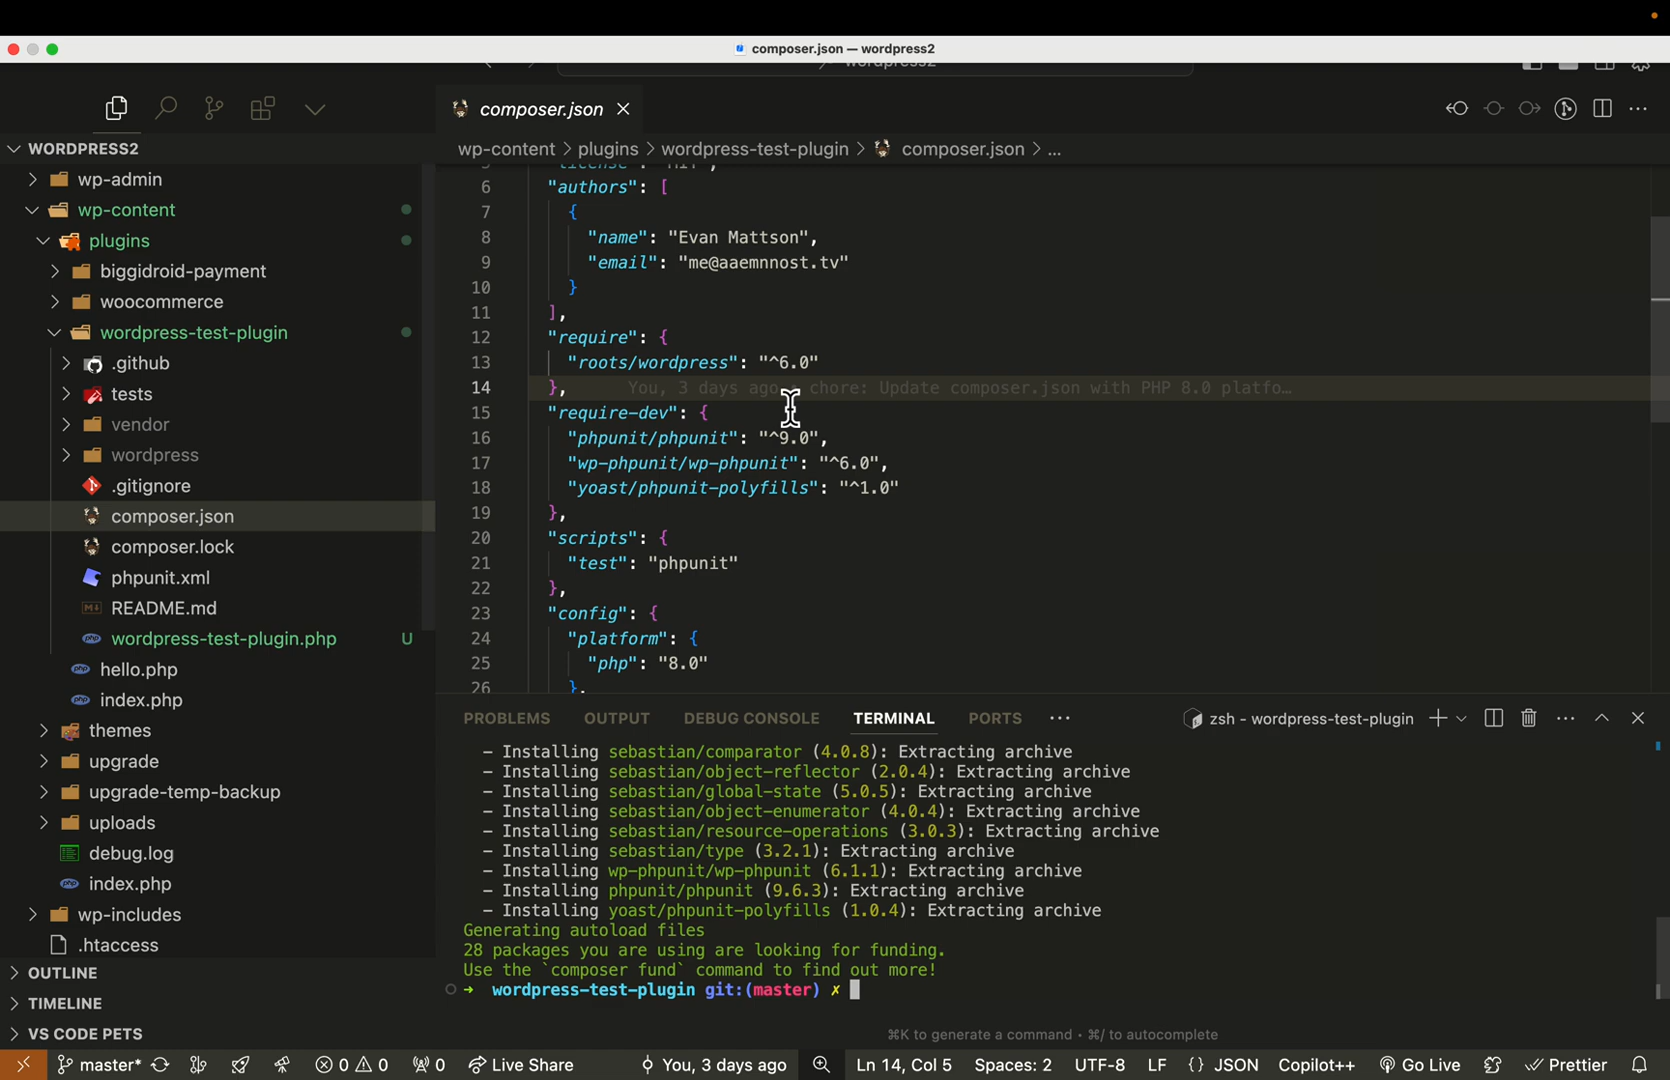 composer.json — wordpress2
wordpress2
composer.json
WORDPRESS2
wp-content > plugins > wordpress-test-plugin > composer.json > ...
wp-admin
wp-content
plugins
biggidroid-payment
woocommerce
wordpress-test-plugin
.github
tests
vendor
wordpress
.gitignore
composer.json
composer.lock
phpunit.xml
README.md
wordpress-test-plugin.php U
hello.php
index.php
themes
upgrade
upgrade-temp-backup
uploads
debug.log
index.php
wp-includes
.htaccess
OUTLINE
TIMELINE
VS CODE PETS
5 "license": "MIT",
6 "authors": [
7 {
8 "name": "Evan Mattson",
9 "email": "me@aaemnnost.tv"
10 }
11 ],
12 "require": {
13 "roots/wordpress": "^6.0"
14 }, You, 3 days ago • chore: Update composer.json with PHP 8.0 platfo…
15 "require-dev": {
16 "phpunit/phpunit": "^9.0",
17 "wp-phpunit/wp-phpunit": "^6.0",
18 "yoast/phpunit-polyfills": "^1.0"
19 },
20 "scripts": {
21 "test": "phpunit"
22 },
23 "config": {
24 "platform": {
25 "php": "8.0"
26 },
PROBLEMS OUTPUT DEBUG CONSOLE TERMINAL PORTS ... zsh - wordpress-test-plugin
- Installing sebastian/comparator (4.0.8): Extracting archive
- Installing sebastian/object-reflector (2.0.4): Extracting archive
- Installing sebastian/global-state (5.0.5): Extracting archive
- Installing sebastian/object-enumerator (4.0.4): Extracting archive
- Installing sebastian/resource-operations (3.0.3): Extracting archive
- Installing sebastian/type (3.2.1): Extracting archive
- Installing wp-phpunit/wp-phpunit (6.1.1): Extracting archive
- Installing phpunit/phpunit (9.6.3): Extracting archive
- Installing yoast/phpunit-polyfills (1.0.4): Extracting archive
Generating autoload files
28 packages you are using are looking for funding.
Use the `composer fund` command to find out more!
➜ wordpress-test-plugin git:(master) ✗
⌘K to generate a command • ⌘/ to autocomplete
master* 0 0 0 Live Share You, 3 days ago Ln 14, Col 5 Spaces: 2 UTF-8 LF {} JSON Copilot++ Go Live Prettier